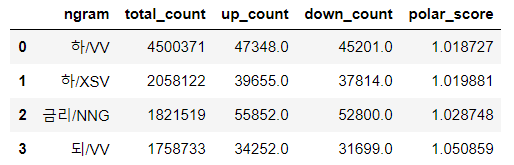 ngram total_count up_count down_count polar_score
0 하/VV 4500371 47348.0 45201.0 1.018727
1 하/XSV 2058122 39655.0 37814.0 1.019881
2 금리/NNG 1821519 55852.0 52800.0 1.028748
3 되/VV 1758733 34252.0 31699.0 1.050859